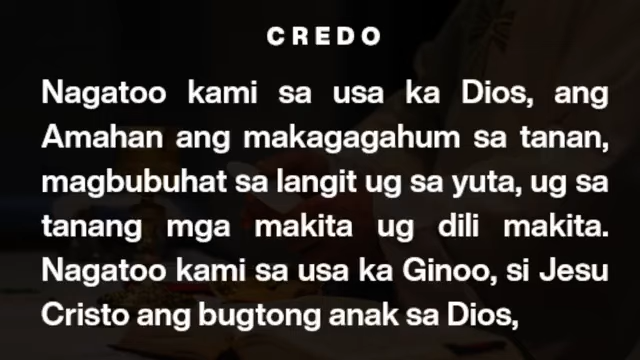 CREDO
Nagatoo kami sa usa ka Dios, ang
Amahan ang makagagahum sa tanan,
magbubuhat sa langit ug sa yuta, ug sa
tanang mga makita ug dili makita.
Nagatoo kami sa usa ka Ginoo, si Jesu
Cristo ang bugtong anak sa Dios,